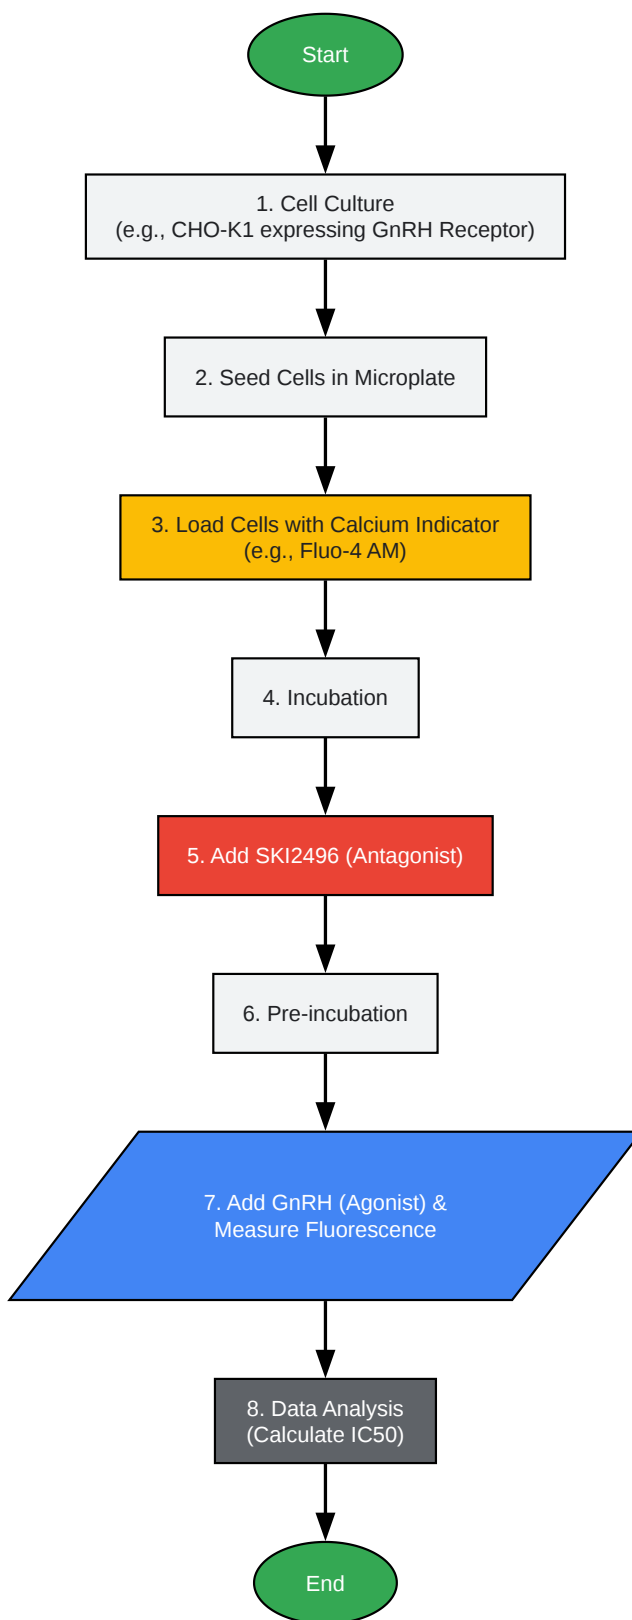 Start
1. Cell Culture
(e.g., CHO-K1 expressing GnRH Receptor)
2. Seed Cells in Microplate
3. Load Cells with Calcium Indicator
(e.g., Fluo-4 AM)
4. Incubation
5. Add SKI2496 (Antagonist)
6. Pre-incubation
7. Add GnRH (Agonist) &
Measure Fluorescence
8. Data Analysis
(Calculate IC50)
End